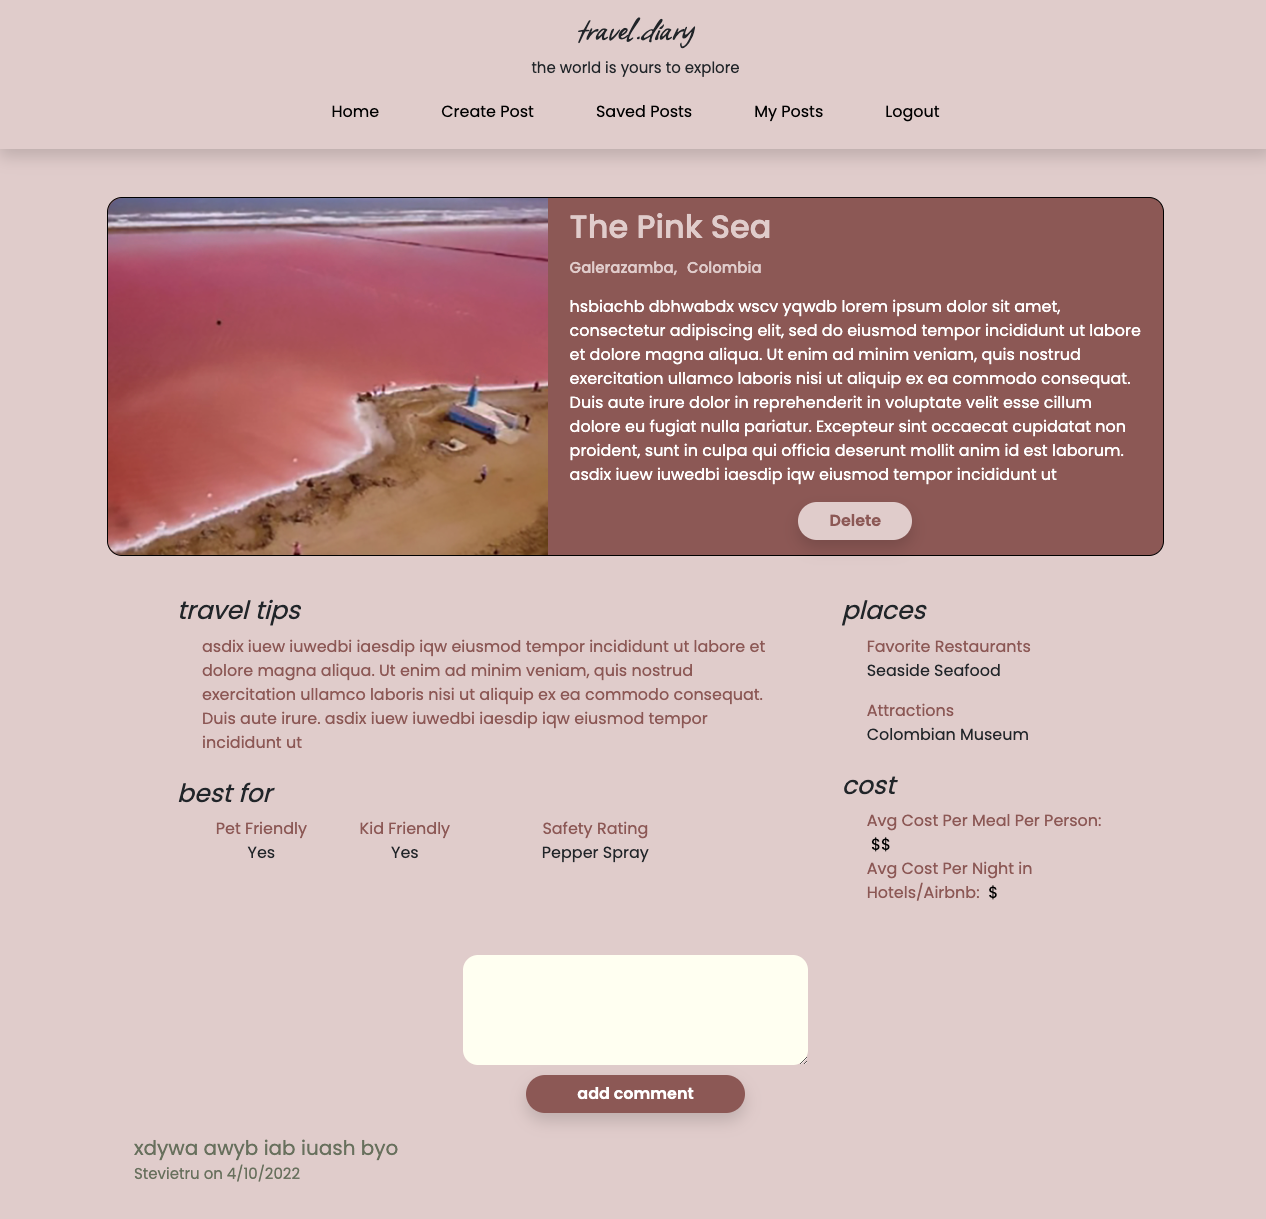 travel.diary
the world is yours to explore
Home Create Post Saved Posts My Posts Logout
The Pink Sea
Galerazamba, Colombia
hsbiachb dbhwabdx wscv yqwdb lorem ipsum dolor sit amet,
consectetur adipiscing elit, sed do eiusmod tempor incididunt ut labore
et dolore magna aliqua. Ut enim ad minim veniam, quis nostrud
exercitation ullamco laboris nisi ut aliquip ex ea commodo consequat.
Duis aute irure dolor in reprehenderit in voluptate velit esse cillum
dolore eu fugiat nulla pariatur. Excepteur sint occaecat cupidatat non
proident, sunt in culpa qui officia deserunt mollit anim id est laborum.
asdix iuew iuwedbi iaesdip iqw eiusmod tempor incididunt ut
Delete
travel tips
asdix iuew iuwedbi iaesdip iqw eiusmod tempor incididunt ut labore et
dolore magna aliqua. Ut enim ad minim veniam, quis nostrud
exercitation ullamco laboris nisi ut aliquip ex ea commodo consequat.
Duis aute irure. asdix iuew iuwedbi iaesdip iqw eiusmod tempor
incididunt ut
best for
Pet Friendly Kid Friendly Safety Rating
Yes Yes Pepper Spray
places
Favorite Restaurants
Seaside Seafood
Attractions
Colombian Museum
cost
Avg Cost Per Meal Per Person:
$$
Avg Cost Per Night in
Hotels/Airbnb: $
add comment
xdywa awyb iab iuash byo
Stevietru on 4/10/2022